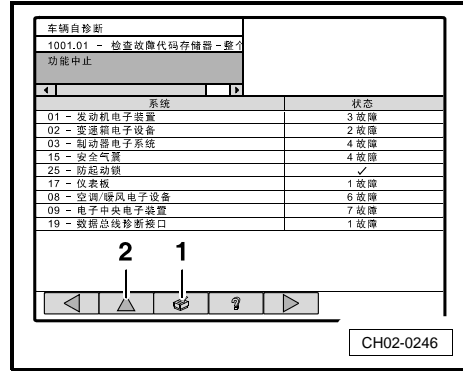 车辆自诊断
1001.01 - 检查故障代码存储器-整个
功能中止
系统 状态
01 - 发动机电子装置 3 故障
02 - 变速箱电子设备 2 故障
03 - 制动器电子系统 4 故障
15 - 安全气囊 4 故障
25 - 防起动锁 ✓
17 - 仪表板 1 故障
08 - 空调/暖风电子设备 6 故障
09 - 电子中央电子装置 7 故障
19 - 数据总线诊断接口 1 故障
2 1
?
CH02-0246